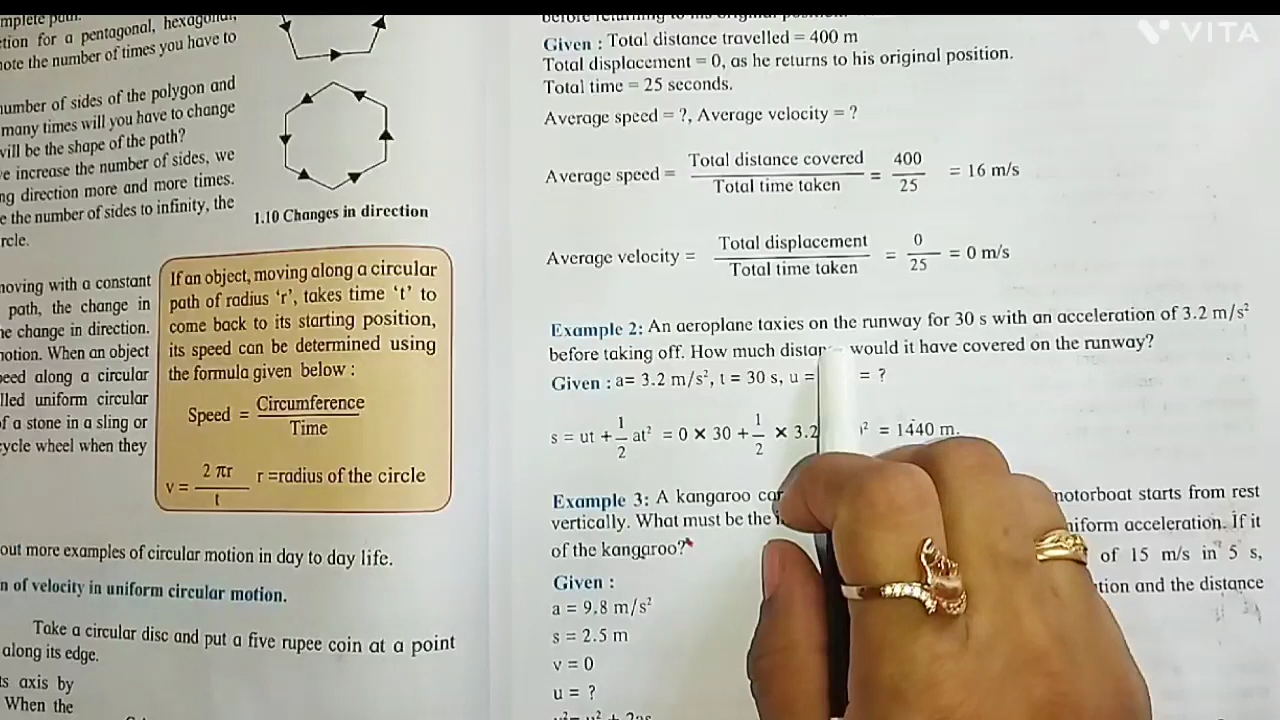 VITA
tion for a pentagonal, hexagonal,
note the number of times you have to
number of sides of the polygon and
many times will you have to change
will be the shape of the path?
we increase the number of sides, we
direction more and more times.
the number of sides to infinity, the
1.10 Changes in direction
moving with a constant
path, the change in
change in direction.
motion. When an object
along a circular
uniform circular
of a stone in a sling or
cycle wheel when they
If an object, moving along a circular
path of radius ‘r’, takes time ‘t’ to
come back to its starting position,
its speed can be determined using
the formula given below :
Speed = Circumference / Time
v = 2 πr / t r =radius of the circle
out more examples of circular motion in day to day life.
n of velocity in uniform circular motion.
Take a circular disc and put a five rupee coin at a point
along its edge.
axis by
When the
Given : Total distance travelled = 400 m
Total displacement = 0, as he returns to his original position.
Total time = 25 seconds.
Average speed = ?, Average velocity = ?
Average speed = Total distance covered / Total time taken = 400 / 25 = 16 m/s
Average velocity = Total displacement / Total time taken = 0 / 25 = 0 m/s
Example 2: An aeroplane taxies on the runway for 30 s with an acceleration of 3.2 m/s²
before taking off. How much would it have covered on the runway?
Given : a= 3.2 m/s², t = 30 s, u = = ?
s = ut + 1/2 at² = 0 × 30 + 1/2 × 3.2 )² = 1440 m.
Example 3: A kangaroo motorboat starts from rest
vertically. What must be the acceleration. If it
of the kangaroo? of 15 m/s in 5 s,
Given : and the distance
a = 9.8 m/s²
s = 2.5 m
v = 0
u = ?